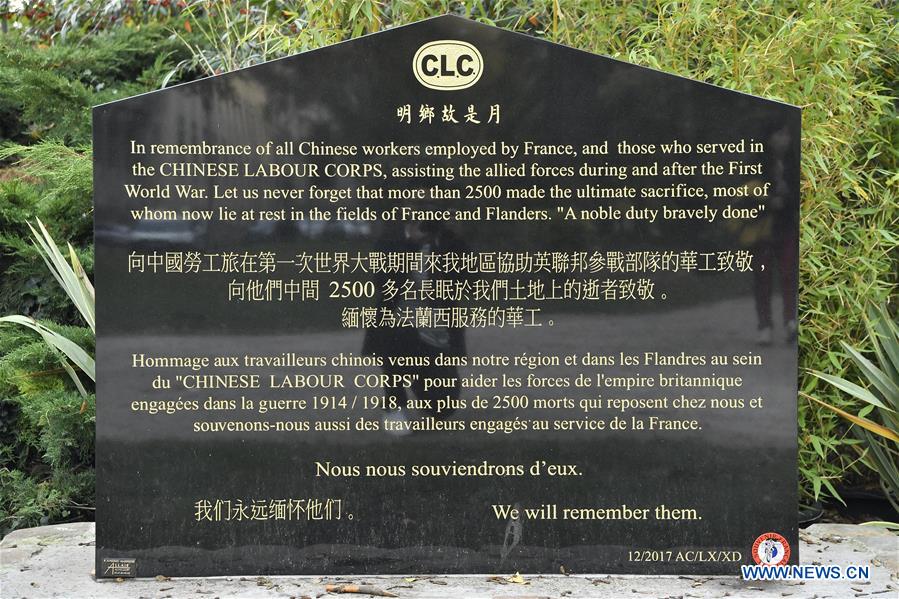 C.L.C.
明鄉故是月
In remembrance of all Chinese workers employed by France, and those who served in
the CHINESE LABOUR CORPS, assisting the allied forces during and after the First
World War. Let us never forget that more than 2500 made the ultimate sacrifice, most of
whom now lie at rest in the fields of France and Flanders. "A noble duty bravely done"
向中國勞工旅在第一次世界大戰期間來我地區協助英聯邦參戰部隊的華工致敬，
向他們中間 2500 多名長眠於我們土地上的逝者致敬。
緬懷為法蘭西服務的華工。
Hommage aux travailleurs chinois venus dans notre région et dans les Flandres au sein
du "CHINESE LABOUR CORPS" pour aider les forces de l'empire britannique
engagées dans la guerre 1914 / 1918, aux plus de 2500 morts qui reposent chez nous et
souvenons-nous aussi des travailleurs engagés au service de la France.
Nous nous souviendrons d'eux.
我们永远缅怀他们。 We will remember them.
12/2017 AC/LX/XD
ALLAIR
WWW.NEWS.CN